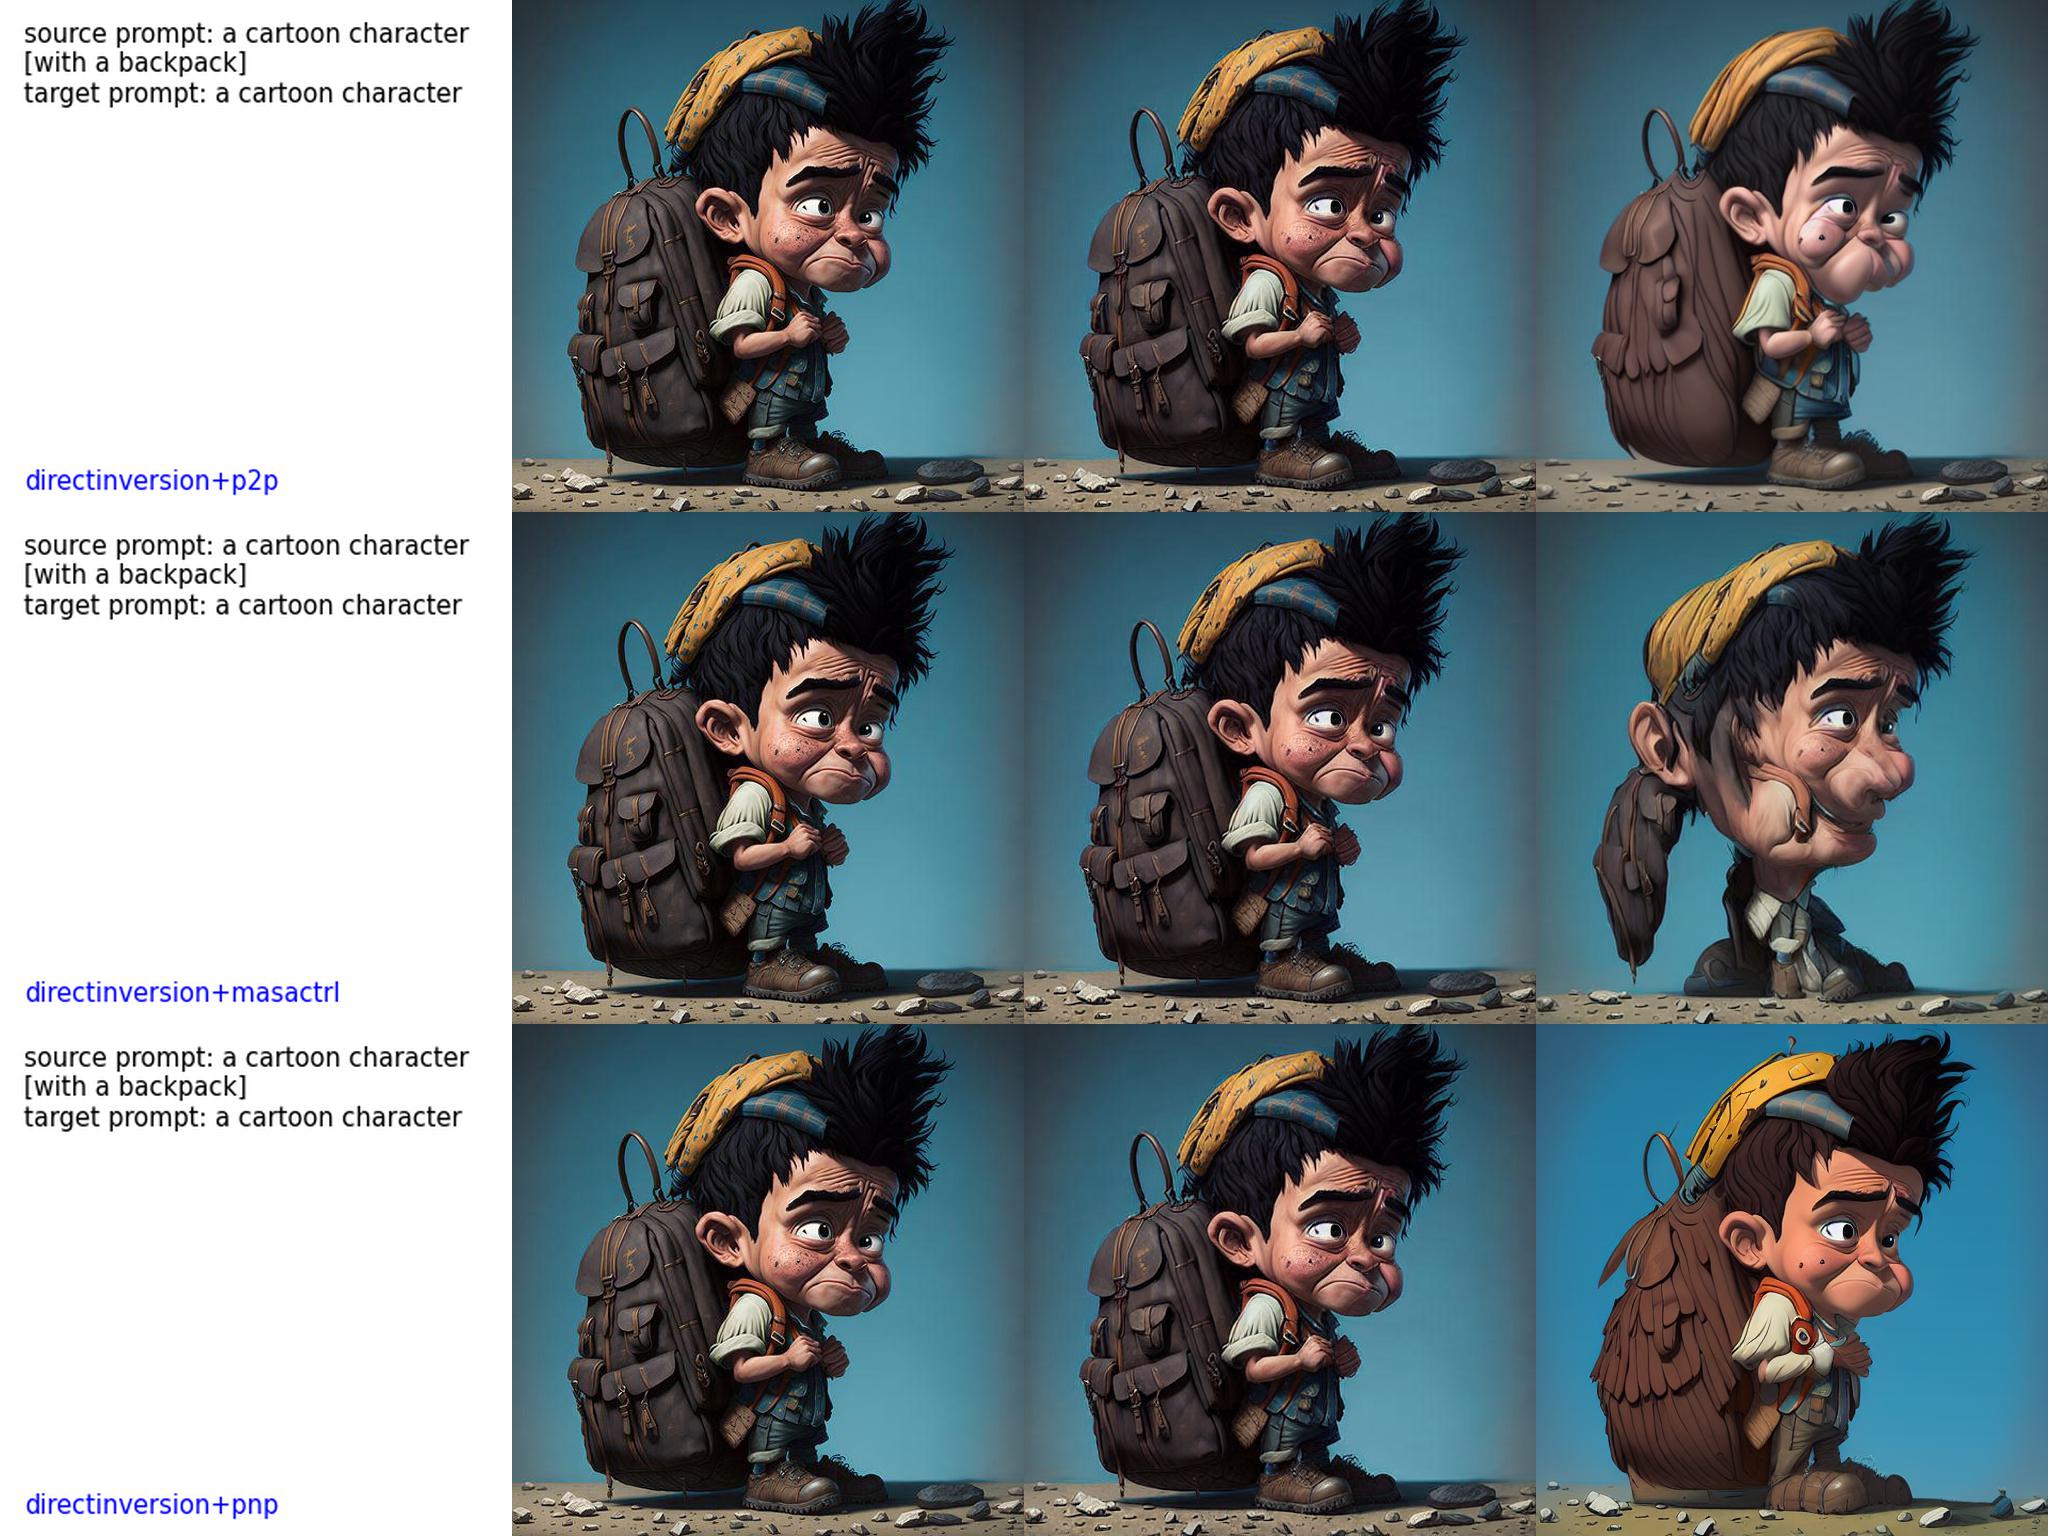 source prompt: a cartoon character
[with a backpack]
target prompt: a cartoon character
directinversion+p2p
source prompt: a cartoon character
[with a backpack]
target prompt: a cartoon character
directinversion+masactrl
source prompt: a cartoon character
[with a backpack]
target prompt: a cartoon character
directinversion+pnp